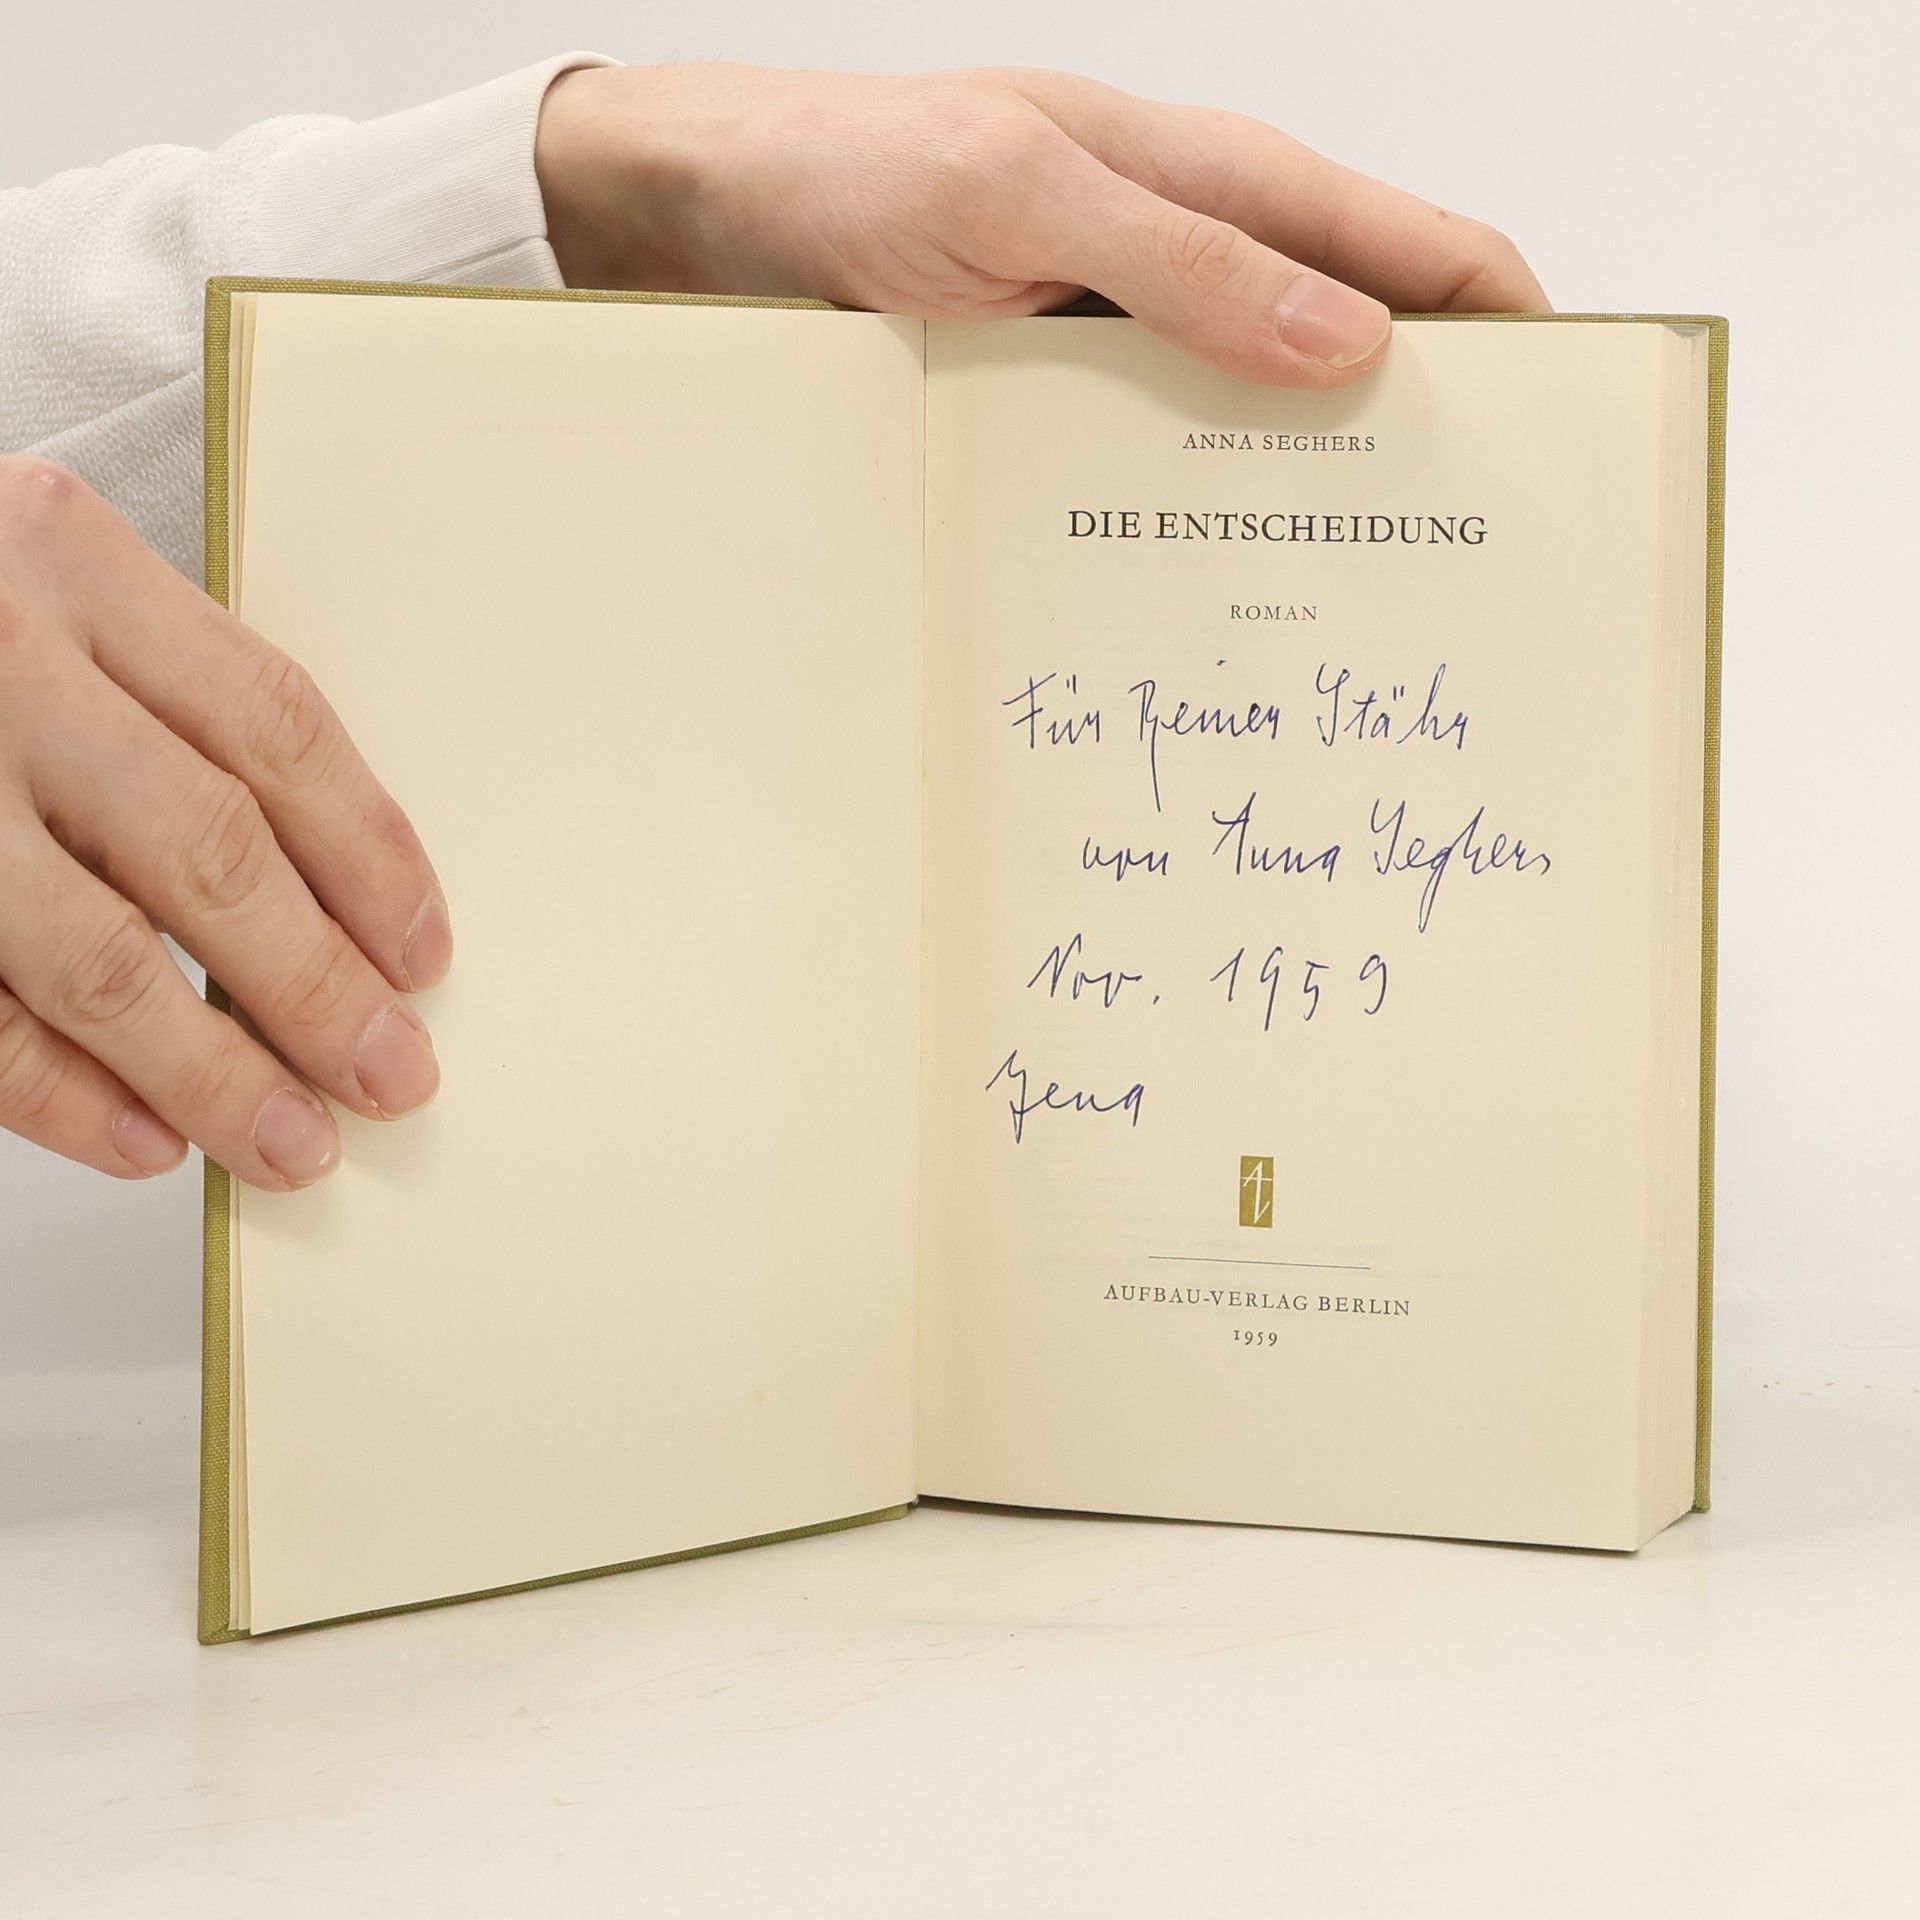 ANNA SEGHERS
DIE ENTSCHEIDUNG
ROMAN
Für Reiner Stähr
von Anna Seghers
Nov. 1959
Jena
AUFBAU-VERLAG BERLIN
1959